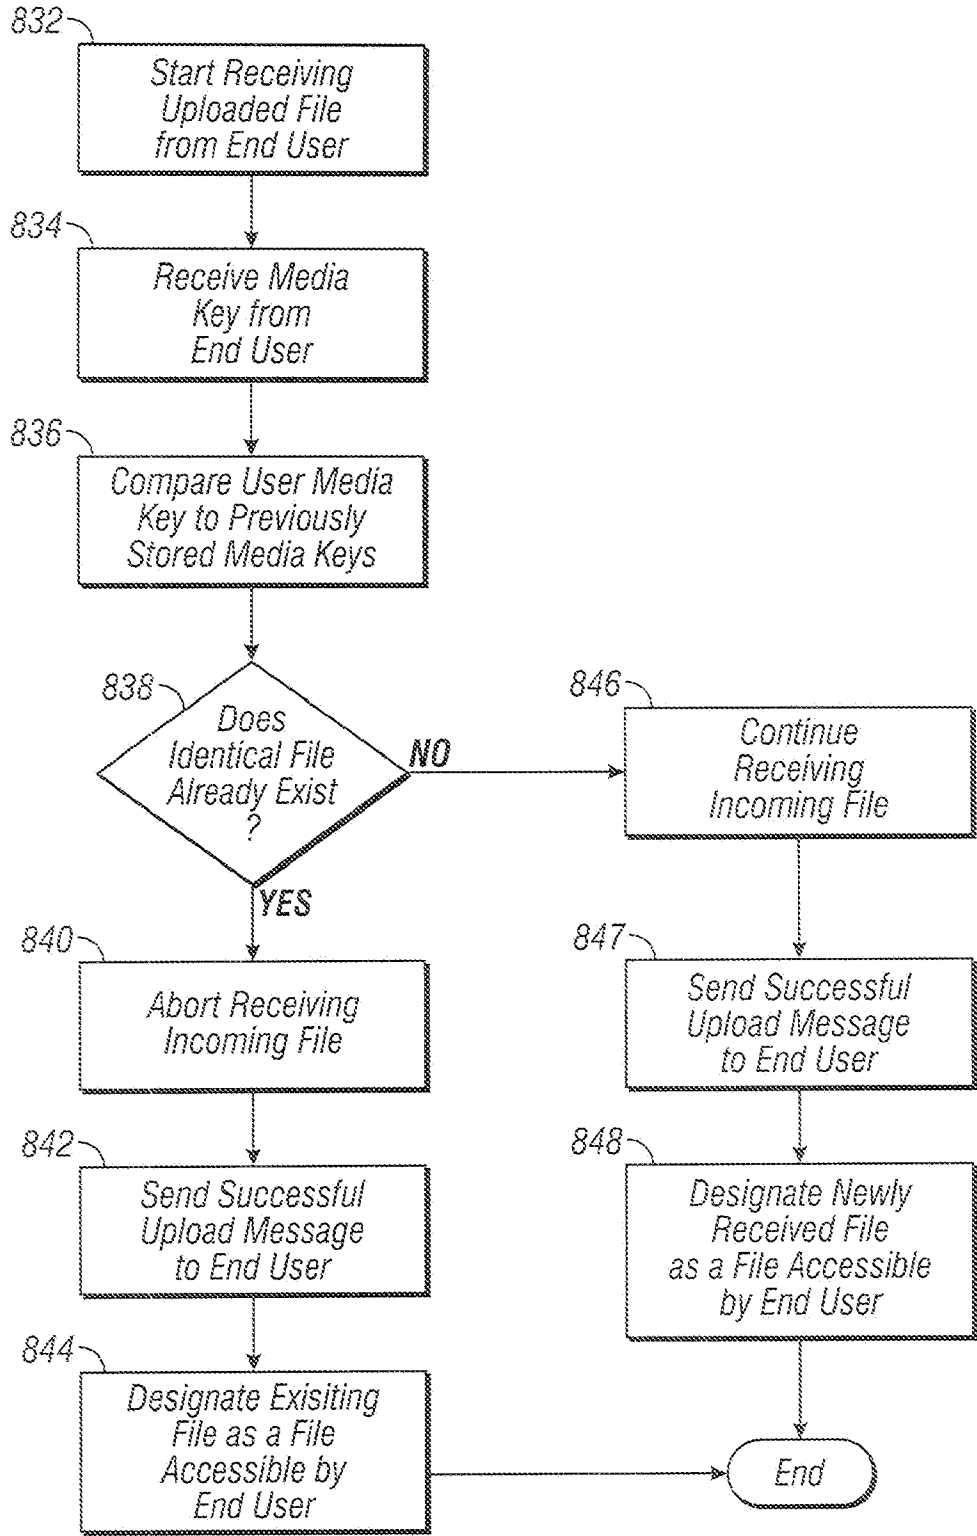 832
Start Receiving
Uploaded File
from End User
834
Receive Media
Key from
End User
836
Compare User Media
Key to Previously
Stored Media Keys
838
Does
Identical File
Already Exist
?
NO
YES
846
Continue
Receiving
Incoming File
840
Abort Receiving
Incoming File
847
Send Successful
Upload Message
to End User
842
Send Successful
Upload Message
to End User
848
Designate Newly
Received File
as a File Accessible
by End User
844
Designate Exisiting
File as a File
Accessible by
End User
End